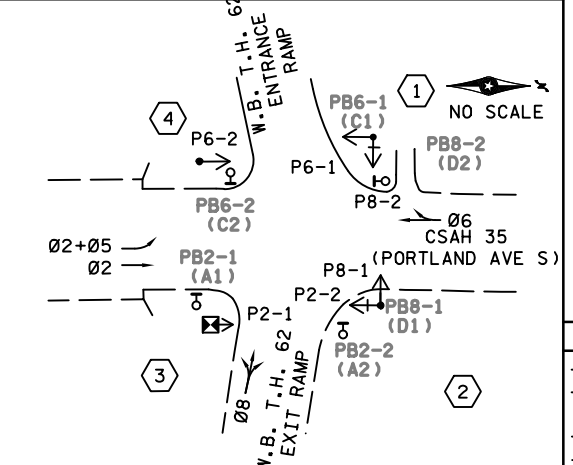 W.B. T.H. 62
ENTRANCE
RAMP
1
NO SCALE
4
PB6-1
(C1)
P6-2
P6-1
PB8-2
(D2)
P8-2
PB6-2
(C2)
Ø6
CSAH 35
(PORTLAND AVE S)
Ø2+Ø5
Ø2
PB2-1
(A1)
P8-1
P2-2
P2-1
PB8-1
(D1)
PB2-2
(A2)
3
2
Ø8
W.B. T.H. 62
EXIT RAMP